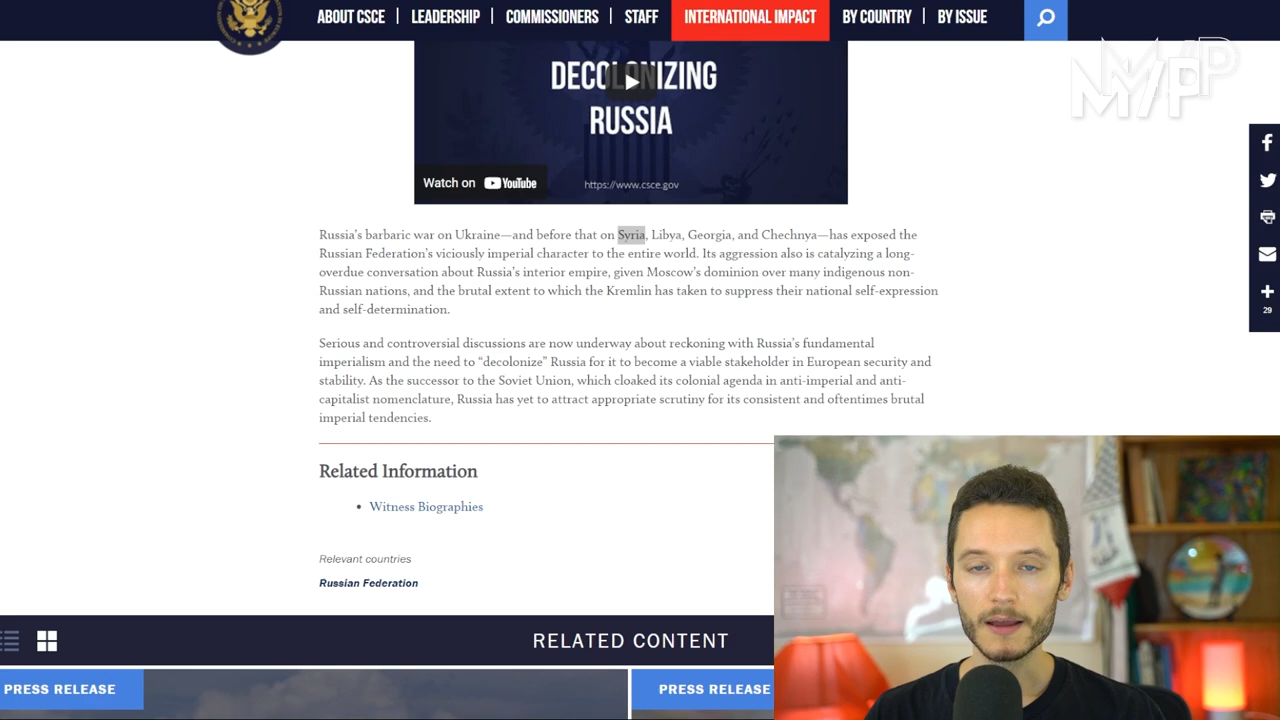 ABOUT CSCE | LEADERSHIP | COMMISSIONERS | STAFF INTERNATIONAL IMPACT BY COUNTRY | BY ISSUE
M/P
DECOLONIZING
RUSSIA
Watch on YouTube
https://www.csce.gov
Russia's barbaric war on Ukraine—and before that on Syria, Libya, Georgia, and Chechnya—has exposed the
Russian Federation's viciously imperial character to the entire world. Its aggression also is catalyzing a long-
overdue conversation about Russia's interior empire, given Moscow's dominion over many indigenous non-
Russian nations, and the brutal extent to which the Kremlin has taken to suppress their national self-expression
and self-determination.
29
Serious and controversial discussions are now underway about reckoning with Russia's fundamental
imperialism and the need to “decolonize” Russia for it to become a viable stakeholder in European security and
stability. As the successor to the Soviet Union, which cloaked its colonial agenda in anti-imperial and anti-
capitalist nomenclature, Russia has yet to attract appropriate scrutiny for its consistent and oftentimes brutal
imperial tendencies.
Related Information
• Witness Biographies
Relevant countries
Russian Federation
RELATED CONTENT
PRESS RELEASE
PRESS RELEASE